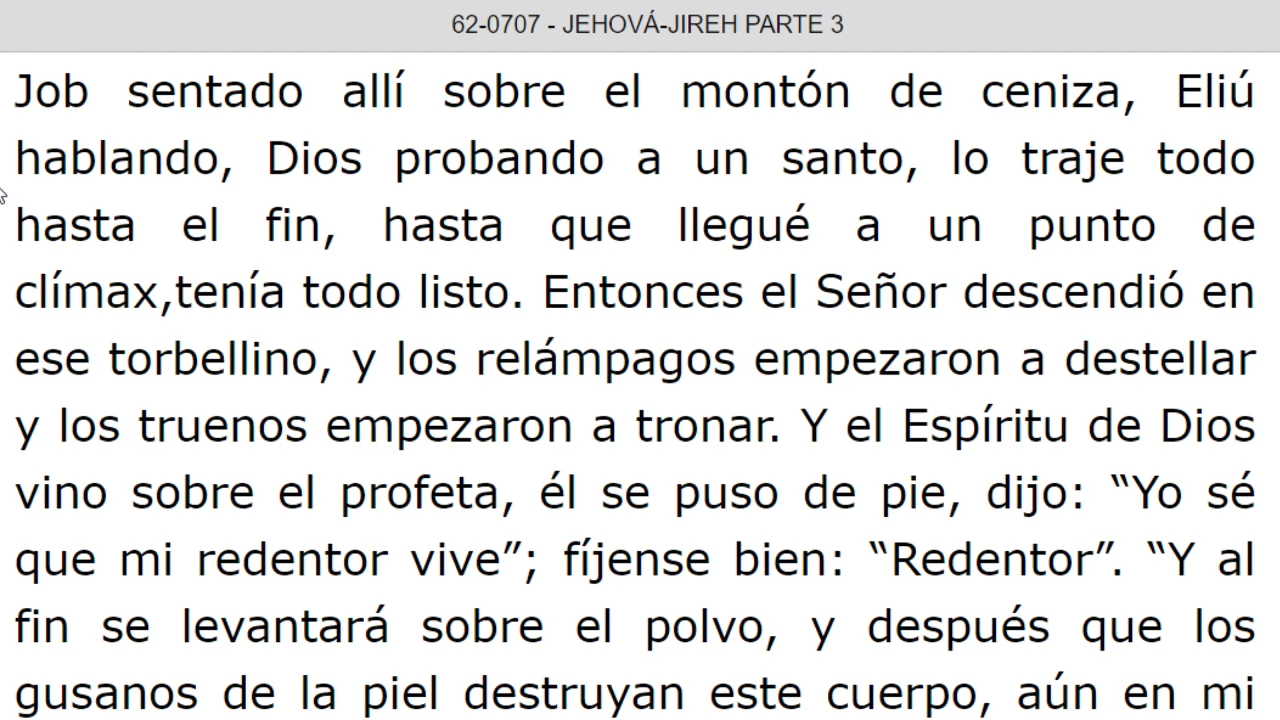 62-0707 - JEHOVÁ-JIREH PARTE 3
Job sentado allí sobre el montón de ceniza, Eliú
hablando, Dios probando a un santo, lo traje todo
hasta el fin, hasta que llegué a un punto de
clímax,tenía todo listo. Entonces el Señor descendió en
ese torbellino, y los relámpagos empezaron a destellar
y los truenos empezaron a tronar. Y el Espíritu de Dios
vino sobre el profeta, él se puso de pie, dijo: “Yo sé
que mi redentor vive”; fíjense bien: “Redentor”. “Y al
fin se levantará sobre el polvo, y después que los
gusanos de la piel destruyan este cuerpo, aún en mi